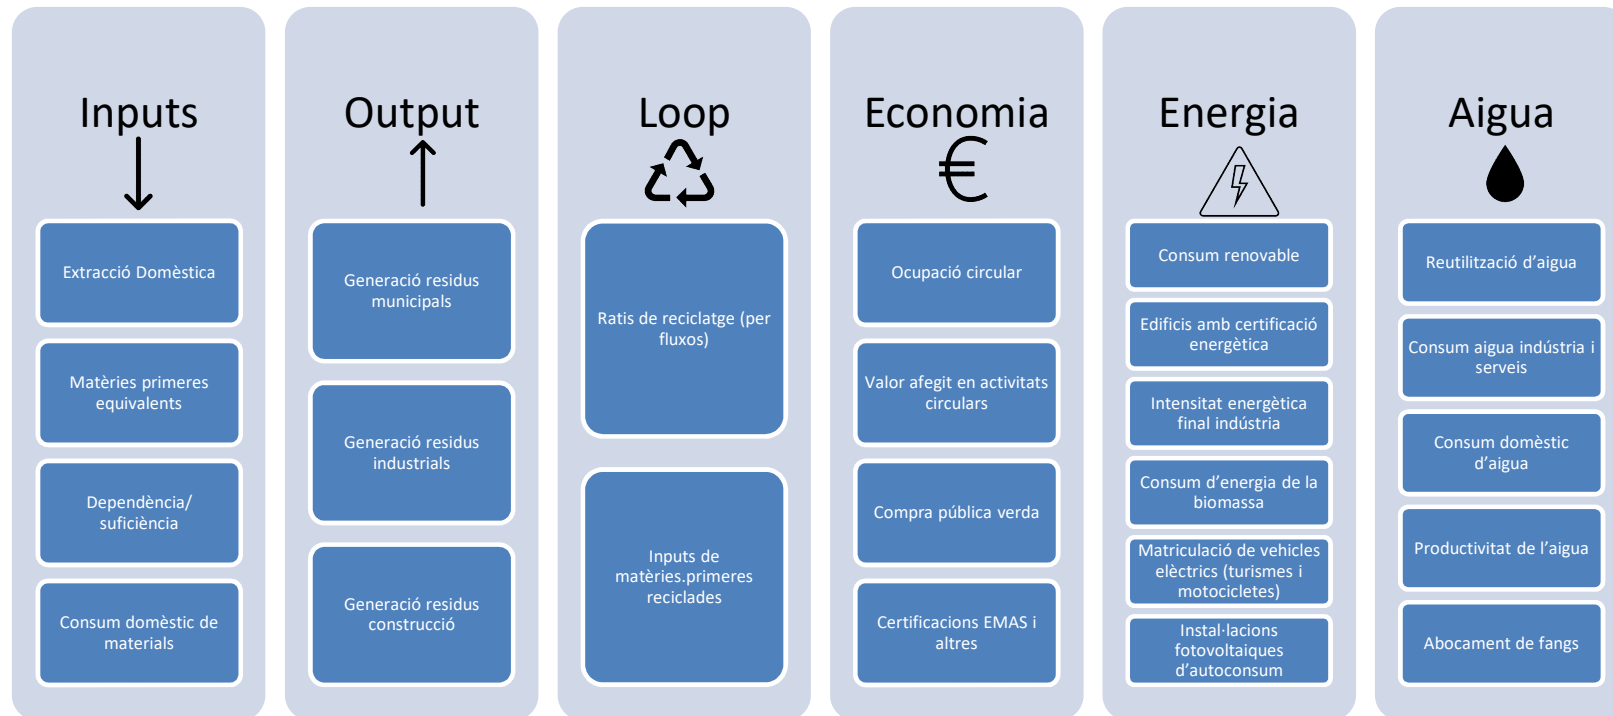 Inputs
Extracció Domèstica
Matèries primeres
equivalents
Dependència/
suficiència
Consum domèstic de
materials
Output
Generació residus
municipals
Generació residus
industrials
Generació residus
construcció
Loop
Ratis de reciclatge (per
fluxos)
Inputs de
matèries.primeres
reciclades
Economia
€
Ocupació circular
Valor afegit en activitats
circulars
Compra pública verda
Certificacions EMAS i
altres
Energia
Consum renovable
Edificis amb certificació
energètica
Intensitat energètica
final indústria
Consum d’energia de la
biomassa
Matriculació de vehicles
elèctrics (turismes i
motocicletes)
Instal·lacions
fotovoltaiques
d’autoconsum
Aigua
Reutilització d’aigua
Consum aigua indústria i
serveis
Consum domèstic
d’aigua
Productivitat de l’aigua
Abocament de fangs